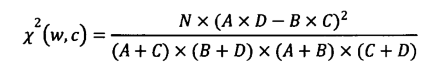 χ²(w,c) = N × (A × D − B × C)² / (A + C) × (B + D) × (A + B) × (C + D)